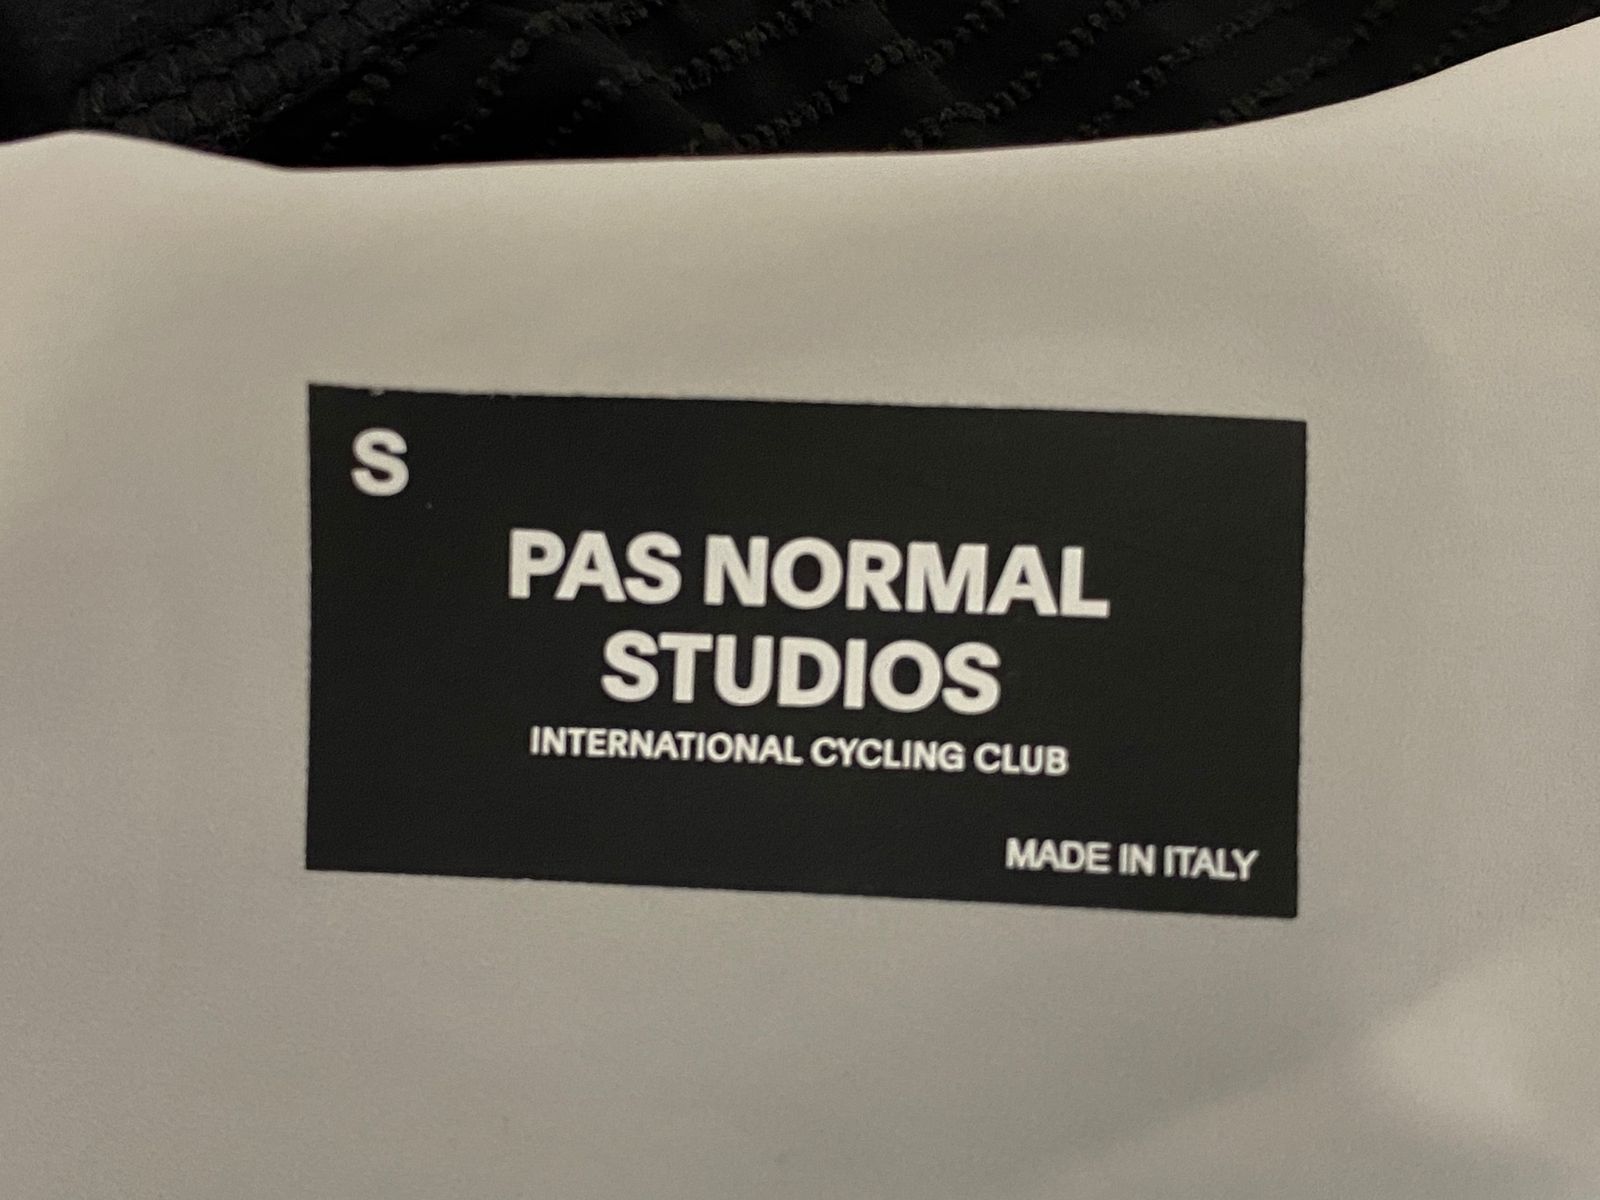 S
PAS NORMAL
STUDIOS
INTERNATIONAL CYCLING CLUB
MADE IN ITALY